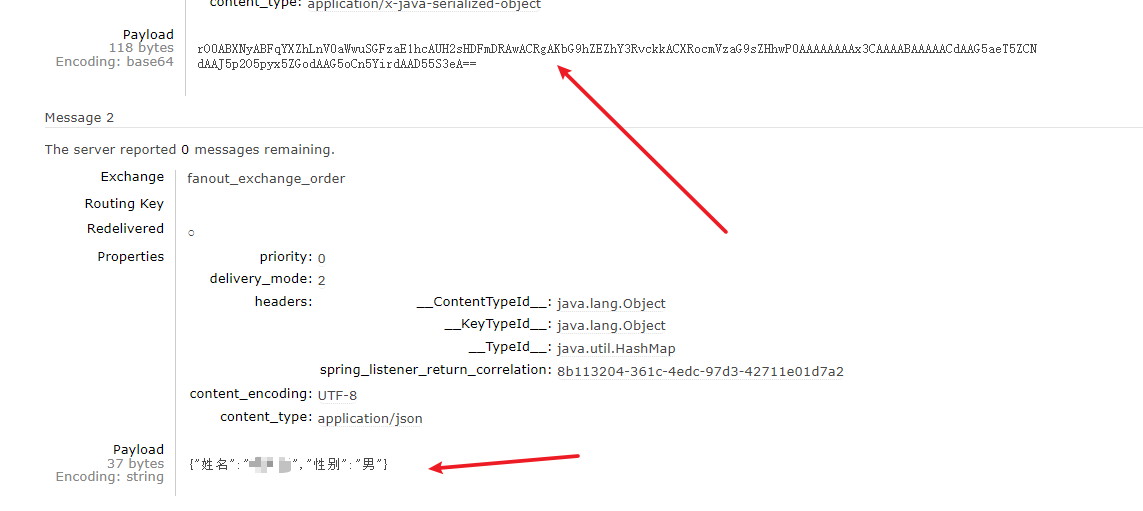 content_type: application/x-java-serialized-object
Payload
118 bytes
Encoding: base64
rO0ABXNyABFqYXZhLnV0aWwuSGFzaE1hcAUH2sHDFmDRAwACRgAKbG9hZEZhY3RvckkACXRocmVzaG9sZHhwP0AAAAAAAAx3CAAAABAAAAACdAAG5aeT5ZCN
dAAJ5p2O5pyx5ZGodAAG5oCn5YirdAAD55S3eA==
Message 2
The server reported 0 messages remaining.
Exchange fanout_exchange_order
Routing Key
Redelivered ○
Properties priority: 0
delivery_mode: 2
headers: __ContentTypeId__: java.lang.Object
__KeyTypeId__: java.lang.Object
__TypeId__: java.util.HashMap
spring_listener_return_correlation: 8b113204-361c-4edc-97d3-42711e01d7a2
content_encoding: UTF-8
content_type: application/json
Payload
37 bytes
Encoding: string
{"姓名":"","性别":"男"}